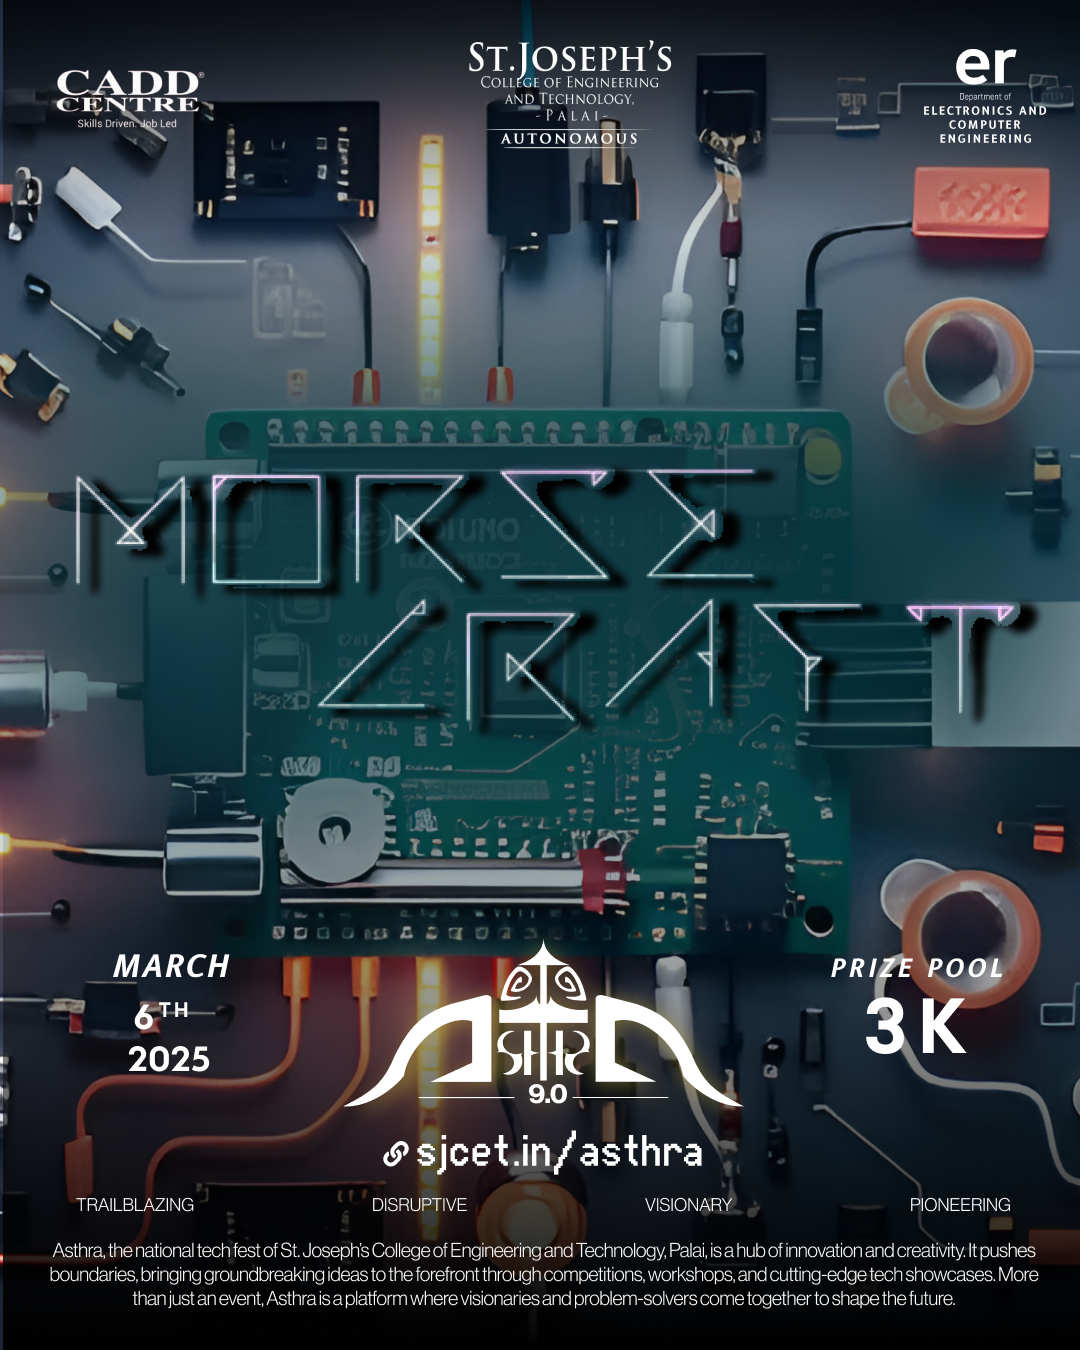 CADD®
CENTRE
Skills Driven. Job Led
ST.JOSEPH'S
COLLEGE OF ENGINEERING
AND TECHNOLOGY,
- PALAI-
AUTONOMOUS
er
Department of
ELECTRONICS AND
COMPUTER
ENGINEERING
MORSE
CRAFT
MARCH
6TH
2025
PRIZE POOL
3K
ASTHRA
9.0
sjcet.in/asthra
TRAILBLAZING DISRUPTIVE VISIONARY PIONEERING
Asthra, the national tech fest of St. Joseph's College of Engineering and Technology, Palai, is a hub of innovation and creativity. It pushes
boundaries, bringing groundbreaking ideas to the forefront through competitions, workshops, and cutting-edge tech showcases. More
than just an event, Asthra is a platform where visionaries and problem-solvers come together to shape the future.